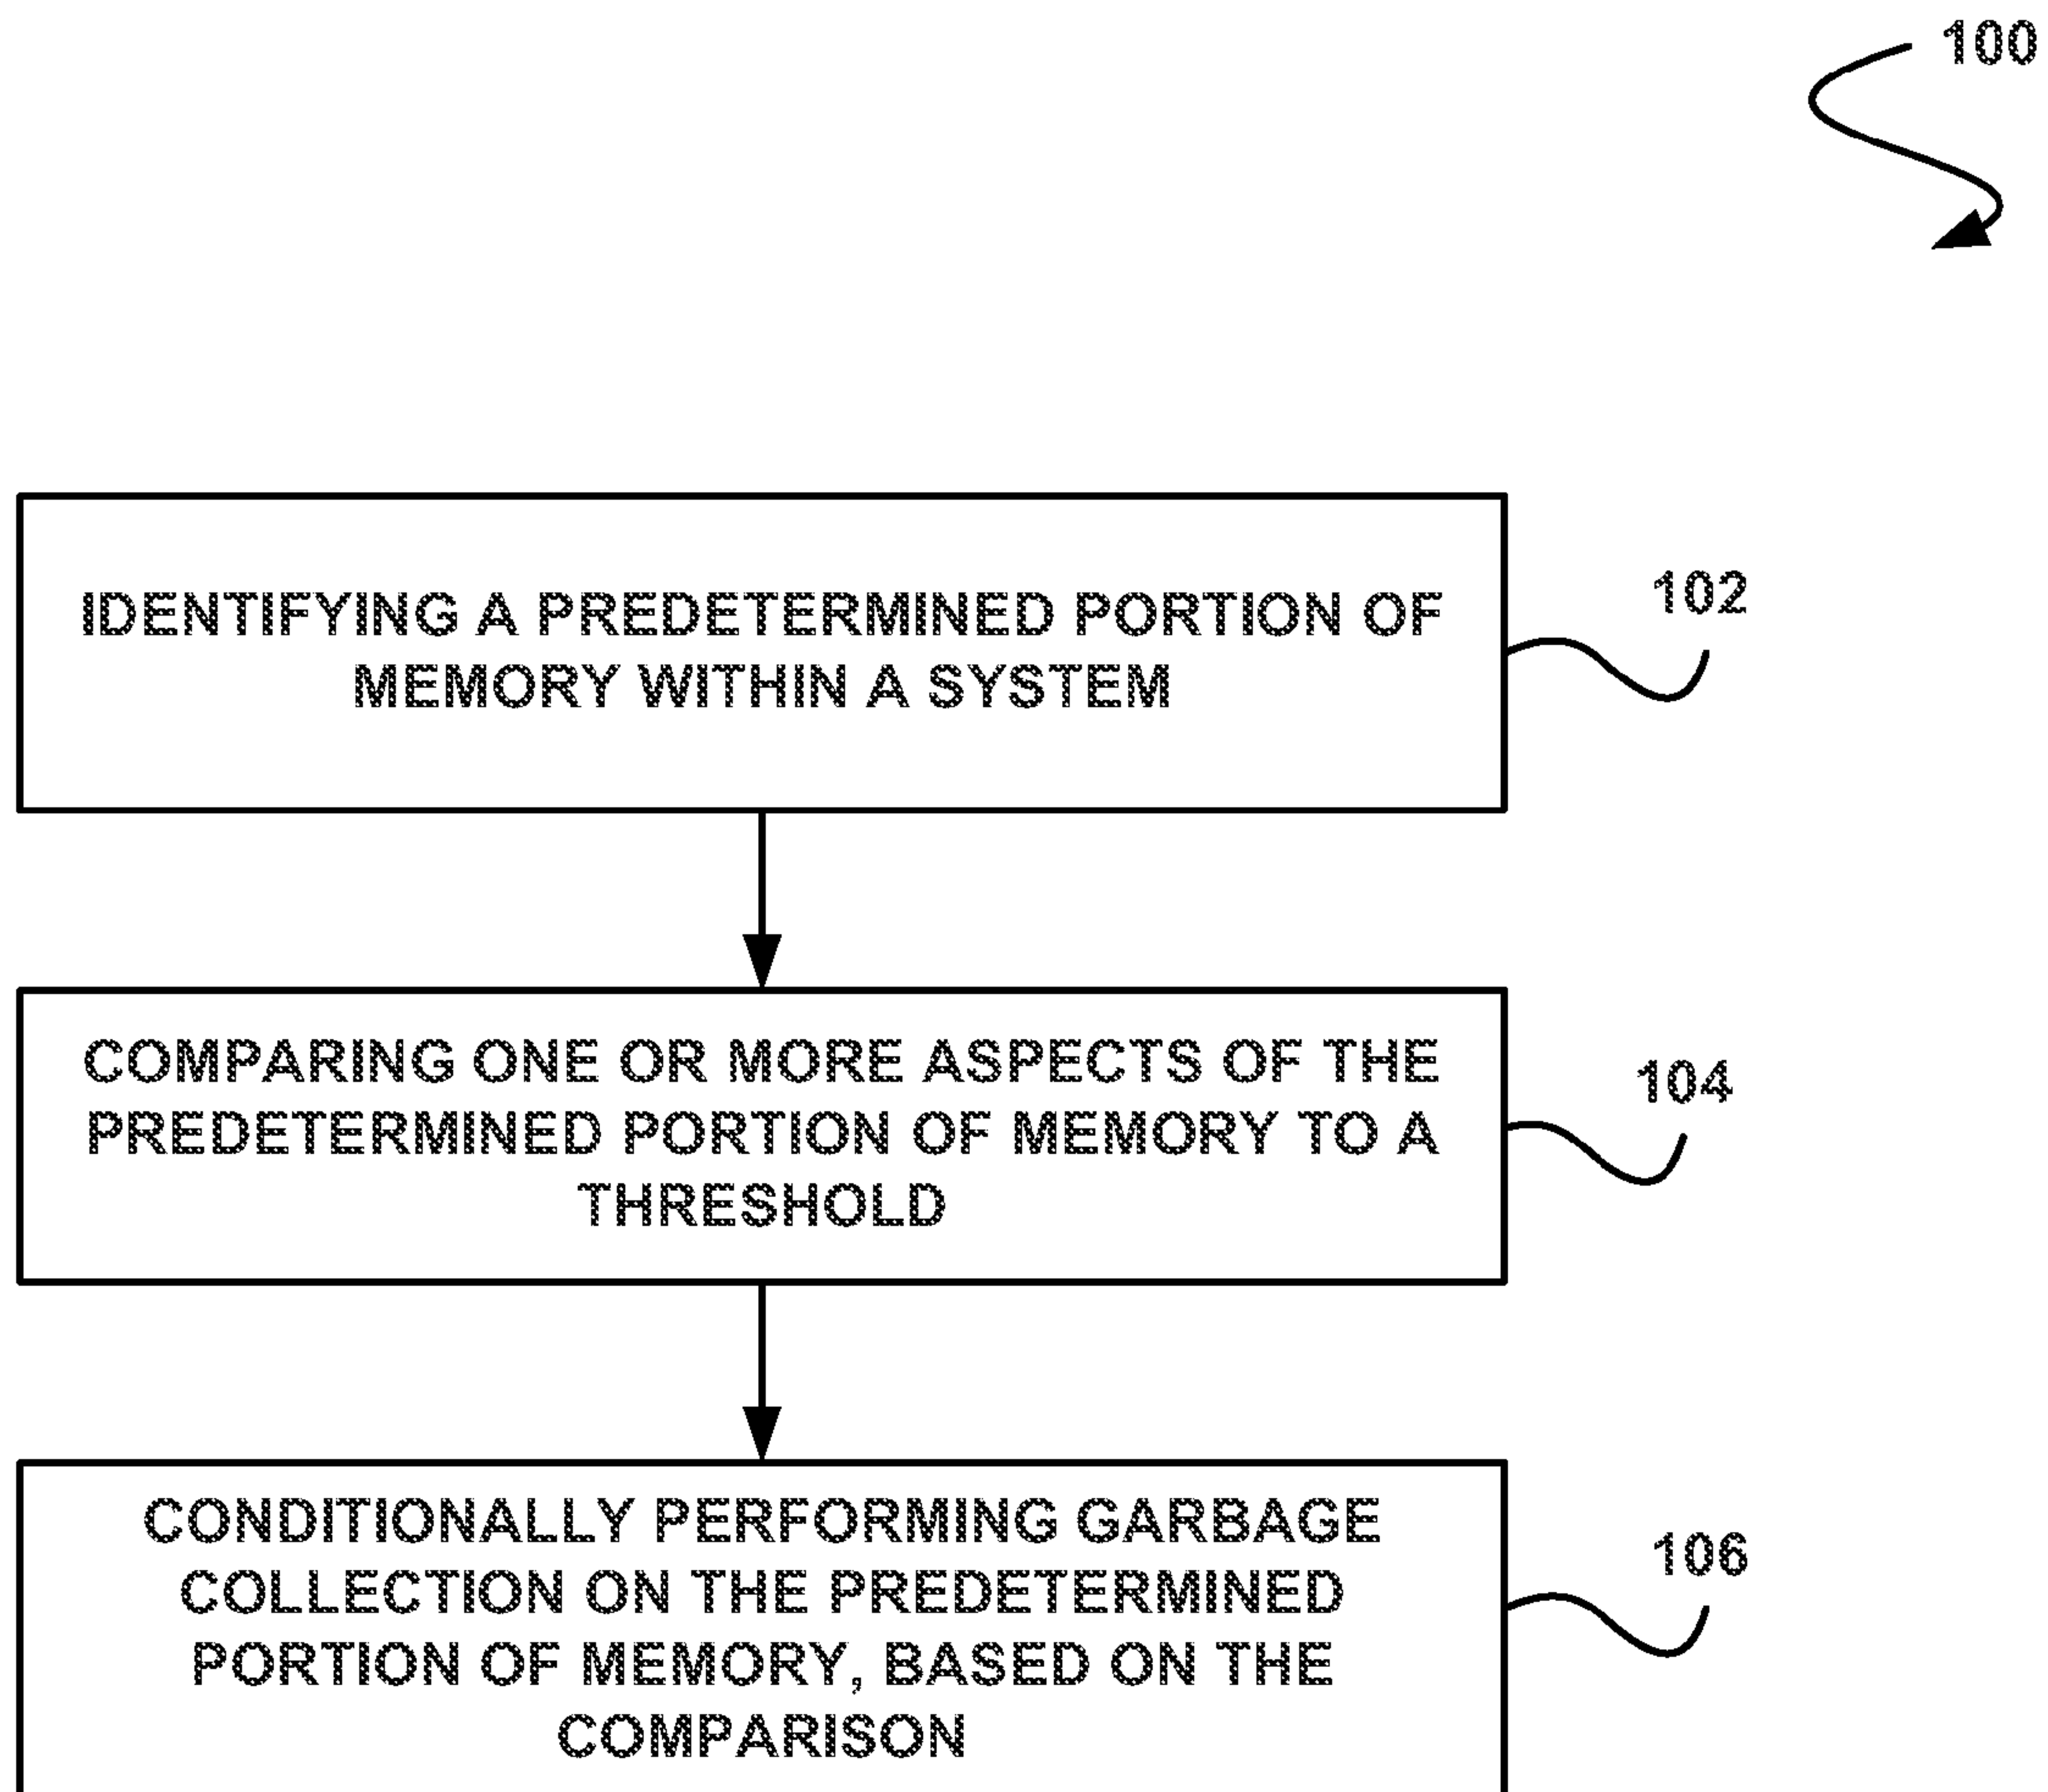 100
IDENTIFYING A PREDETERMINED PORTION OF
MEMORY WITHIN A SYSTEM
102
COMPARING ONE OR MORE ASPECTS OF THE
PREDETERMINED PORTION OF MEMORY TO A
THRESHOLD
104
CONDITIONALLY PERFORMING GARBAGE
COLLECTION ON THE PREDETERMINED
PORTION OF MEMORY, BASED ON THE
COMPARISON
106